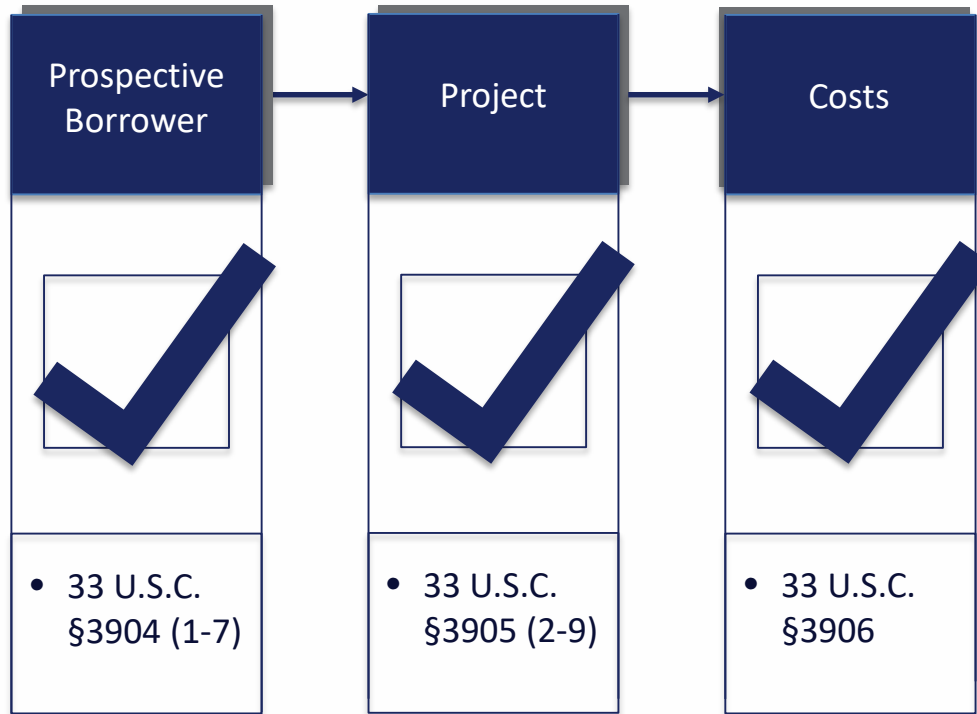 Prospective
Borrower
Project
Costs
• 33 U.S.C.
§3904 (1-7)
• 33 U.S.C.
§3905 (2-9)
• 33 U.S.C.
§3906